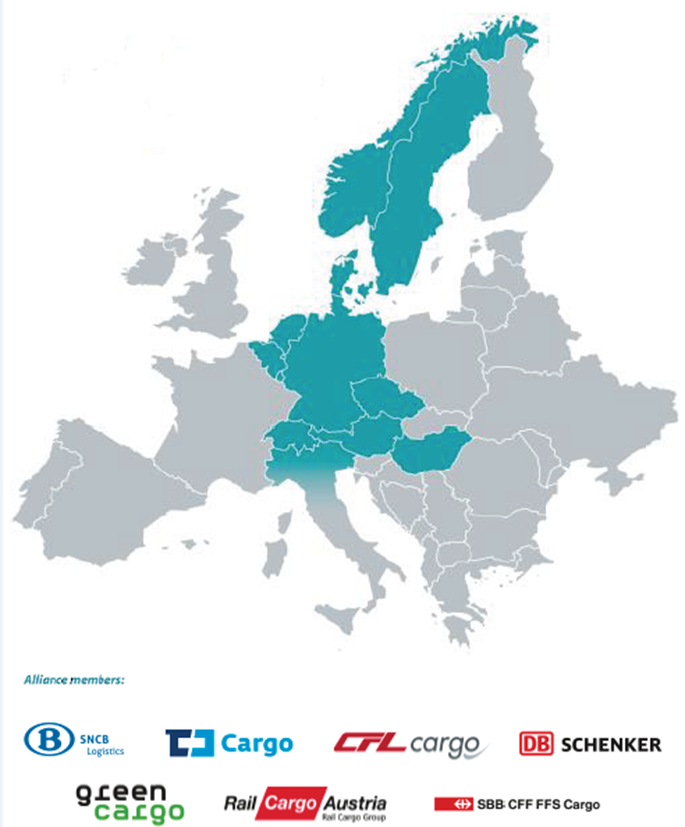 Alliance members:
B SNCB
Logistics
Cargo
CFL cargo
DB SCHENKER
green
cargo
Rail Cargo Austria
Rail Cargo Group
SBB CFF FFS Cargo